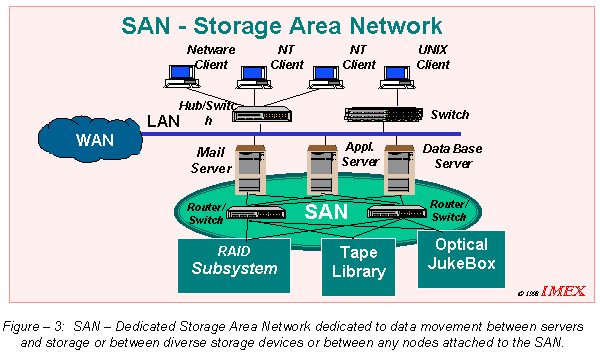 SAN - Storage Area Network
Netware NT NT UNIX
Client Client Client Client
Hub/Switc
h
Switch
LAN
WAN
Mail
Server
Appl.
Server
Data Base
Server
Router/
Switch
SAN
Router/
Switch
RAID
Subsystem
Tape
Library
Optical
JukeBox
© 1998 IMEX
Figure – 3: SAN – Dedicated Storage Area Network dedicated to data movement between servers
and storage or between diverse storage devices or between any nodes attached to the SAN.